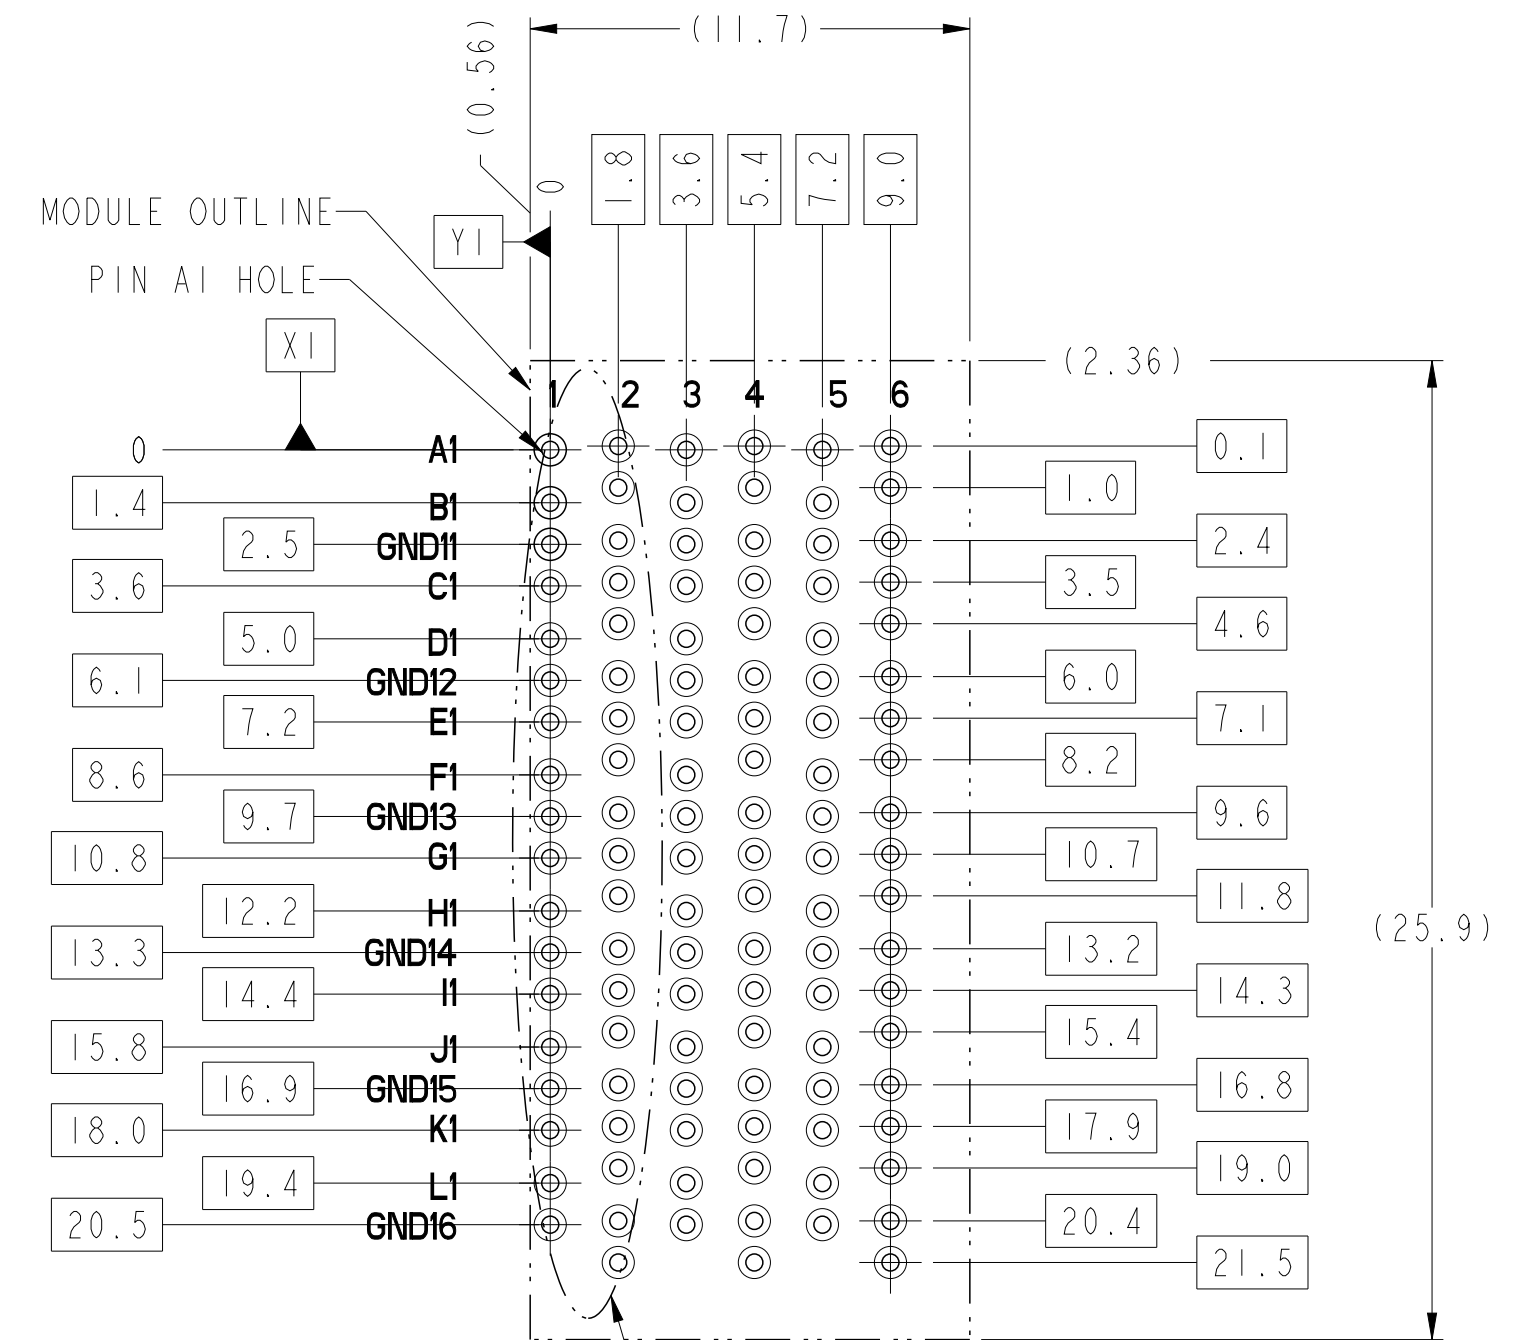 (11.7)
(0.56)
0
1.8
3.6
5.4
7.2
9.0
MODULE OUTLINE
Y1
PIN A1 HOLE
X1
(2.36)
1 2 3 4 5 6
0 A1 0.1
1.0
1.4 B1
2.5 GND11 2.4
3.6 C1 3.5
4.6
5.0 D1
6.1 GND12 6.0
7.2 E1 7.1
8.2
8.6 F1
9.7 GND13 9.6
10.8 G1 10.7
11.8
12.2 H1
(25.9)
13.3 GND14 13.2
14.4 I1 14.3
15.4
15.8 J1
16.9 GND15 16.8
18.0 K1 17.9
19.0
19.4 L1
20.5 GND16 20.4
21.5